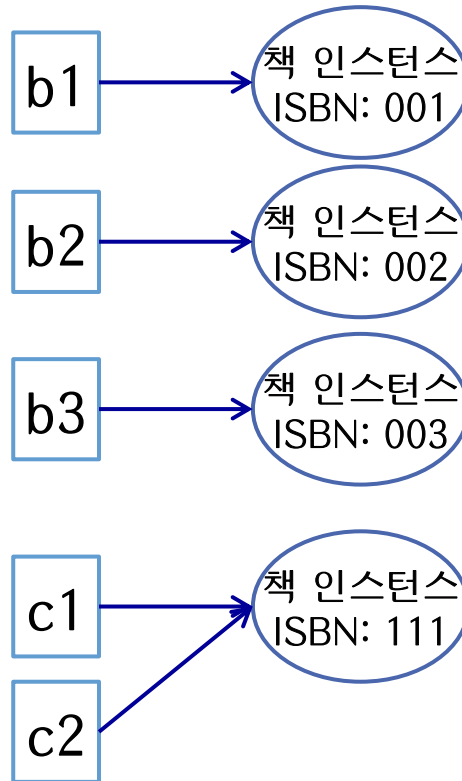 b1
책 인스턴스
ISBN: 001
b2
책 인스턴스
ISBN: 002
b3
책 인스턴스
ISBN: 003
c1
책 인스턴스
ISBN: 111
c2